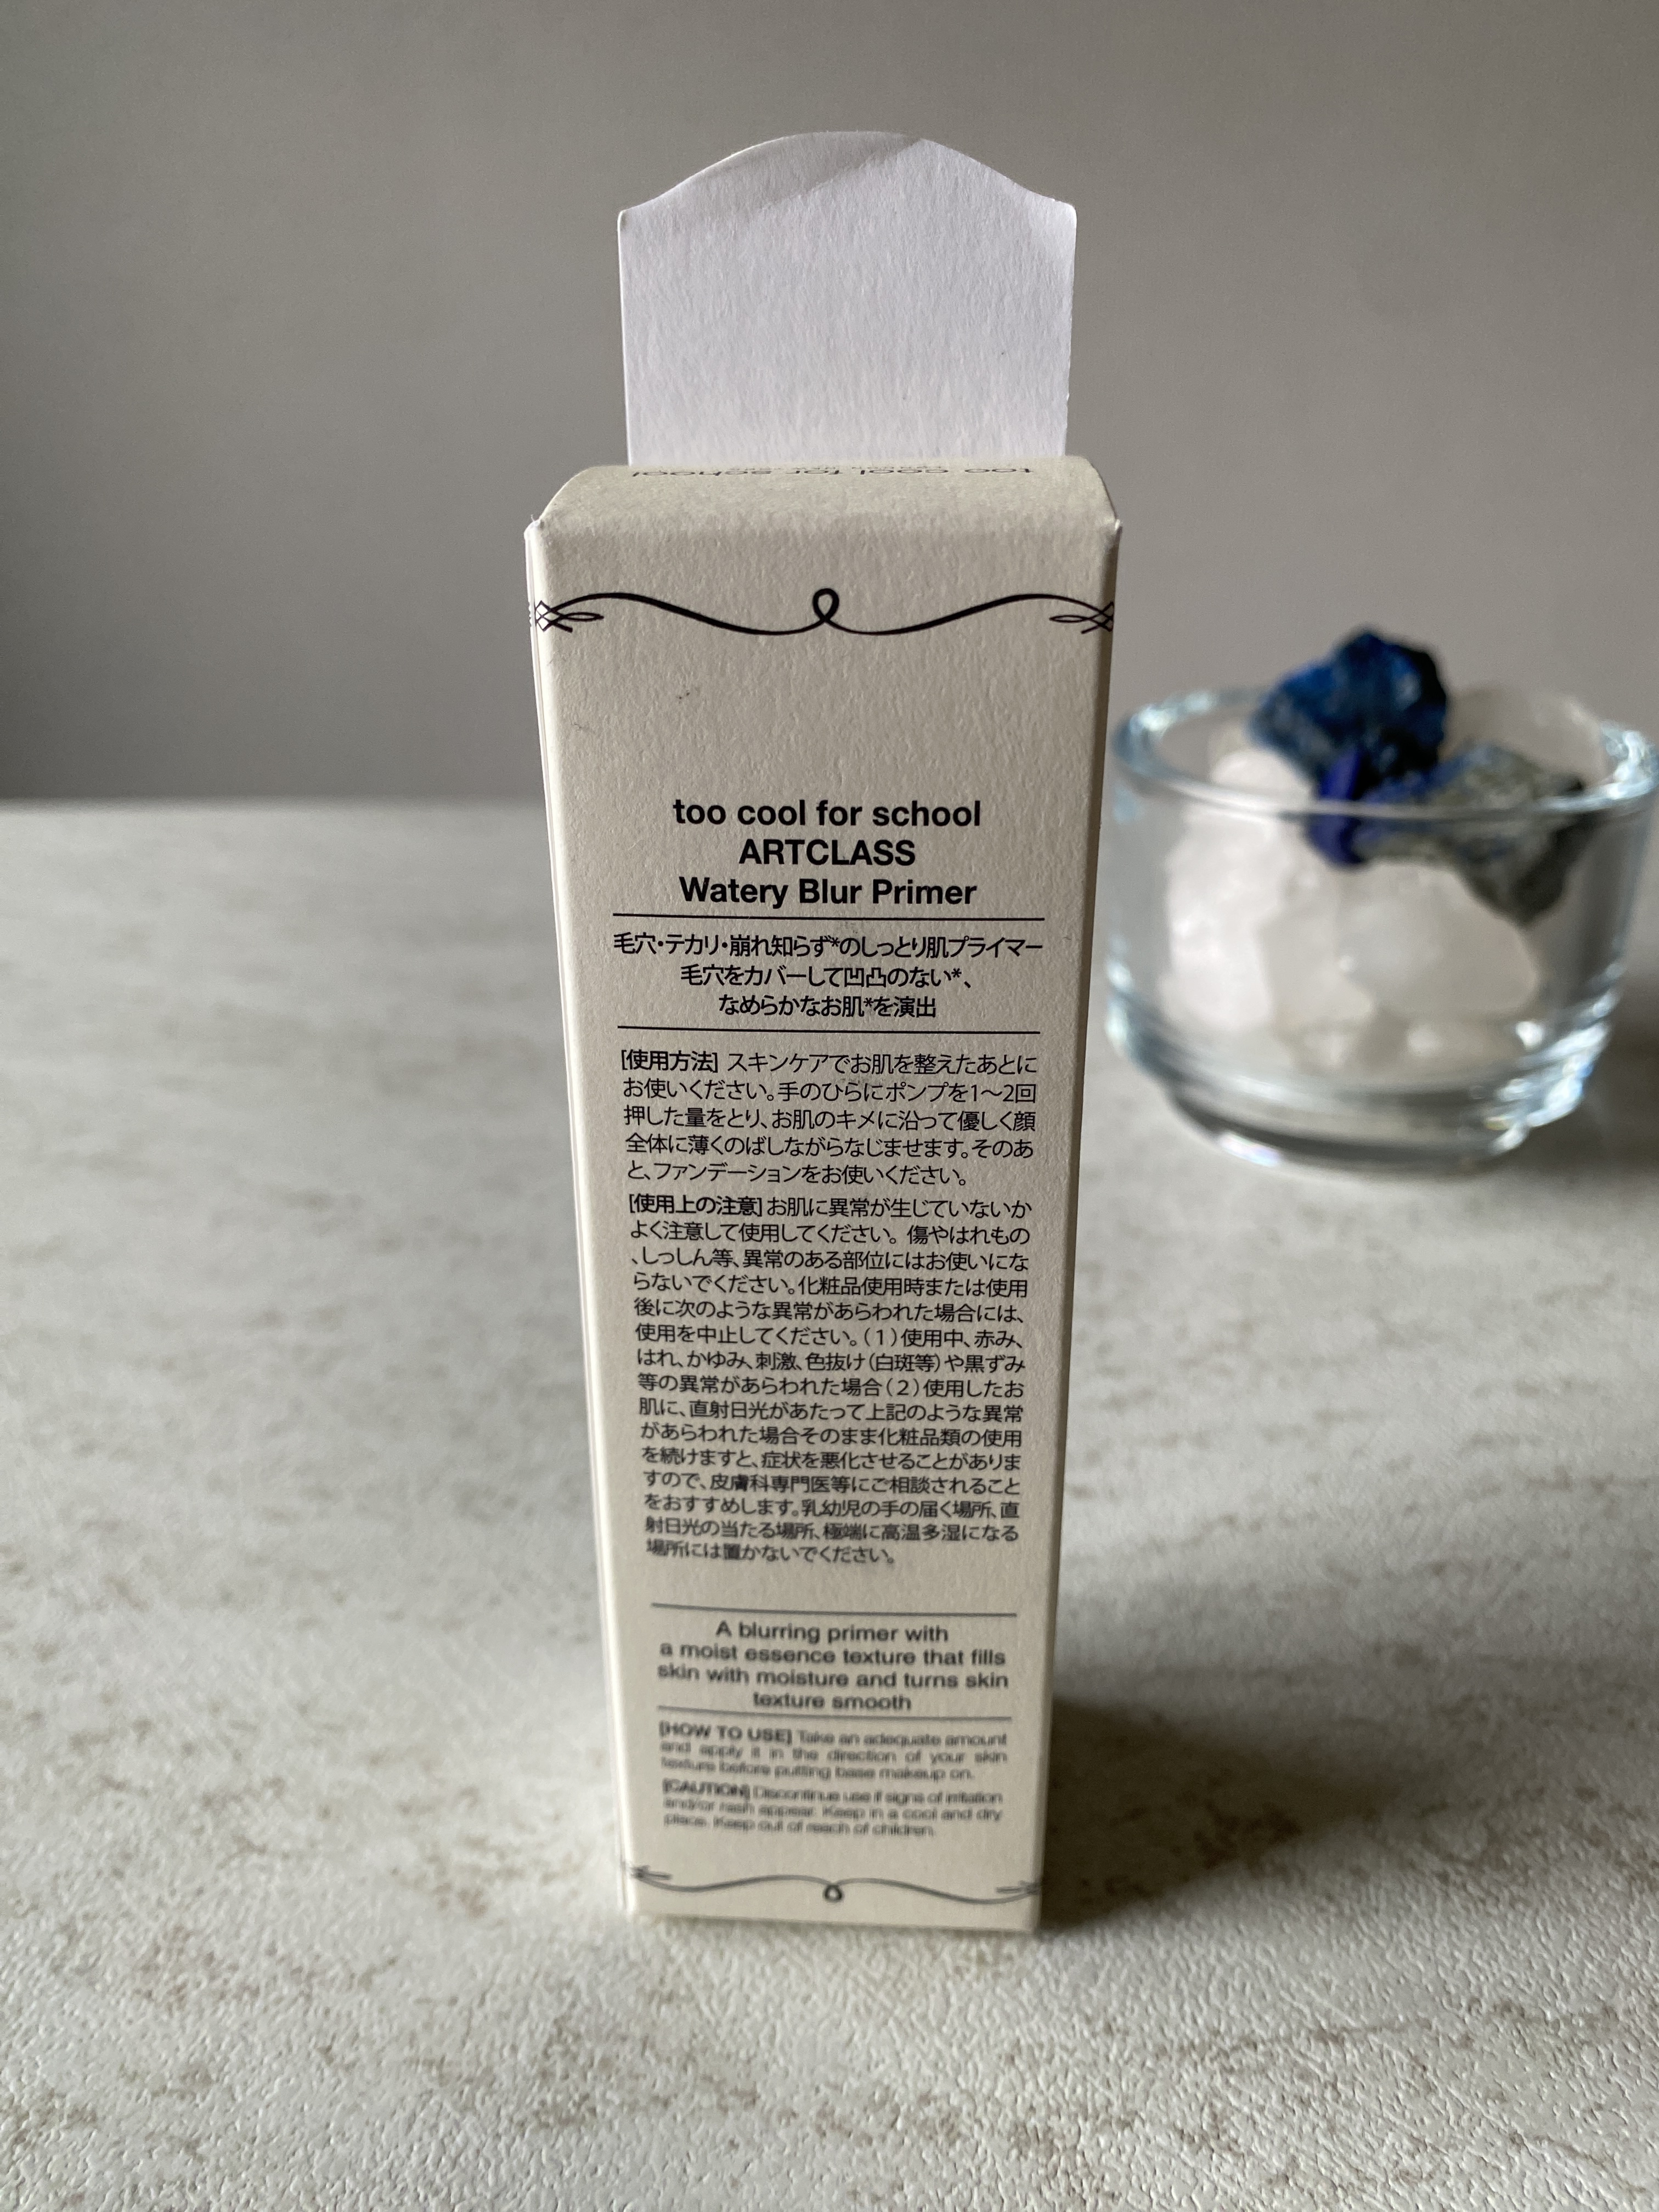 too cool for school
too cool for school
ARTCLASS
Watery Blur Primer
毛穴・テカリ・崩れ知らず*のしっとり肌プライマー
毛穴をカバーして凹凸のない*、
なめらかなお肌*を演出
[使用方法] スキンケアでお肌を整えたあとに
お使いください。手のひらにポンプを1～2回
押した量をとり、お肌のキメに沿って優しく顔
全体に薄くのばしながらなじませます。そのあ
と、ファンデーションをお使いください。
[使用上の注意] お肌に異常が生じていないか
よく注意して使用してください。 傷やはれもの
、しっしん等、異常のある部位にはお使いにな
らないでください。化粧品使用時または使用
後に次のような異常があらわれた場合には、
使用を中止してください。（1）使用中、赤み、
はれ、かゆみ、刺激、色抜け（白斑等）や黒ずみ
等の異常があらわれた場合（2）使用したお
肌に、直射日光があたって上記のような異常
があらわれた場合そのまま化粧品類の使用
を続けますと、症状を悪化させることがありま
すので、皮膚科専門医等にご相談されること
をおすすめします。乳幼児の手の届く場所、直
射日光の当たる場所、極端に高温多湿になる
場所には置かないでください。
A blurring primer with
a moist essence texture that fills
skin with moisture and turns skin
texture smooth
[HOW TO USE] Take an adequate amount
and apply it in the direction of your skin
texture before putting base makeup on.
[CAUTION] Discontinue use if signs of irritation
and/or rash appear. Keep in a cool and dry
place. Keep out of reach of children.